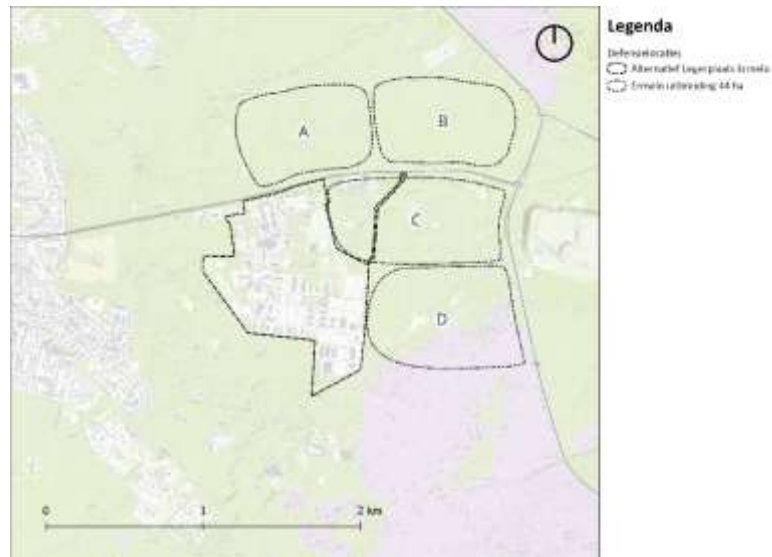 Legenda
Defensielocaties
Alternatief Legerplaats Ermelo
Ermelo uitbreiding 44 ha
A
B
C
D
0 1 2 km